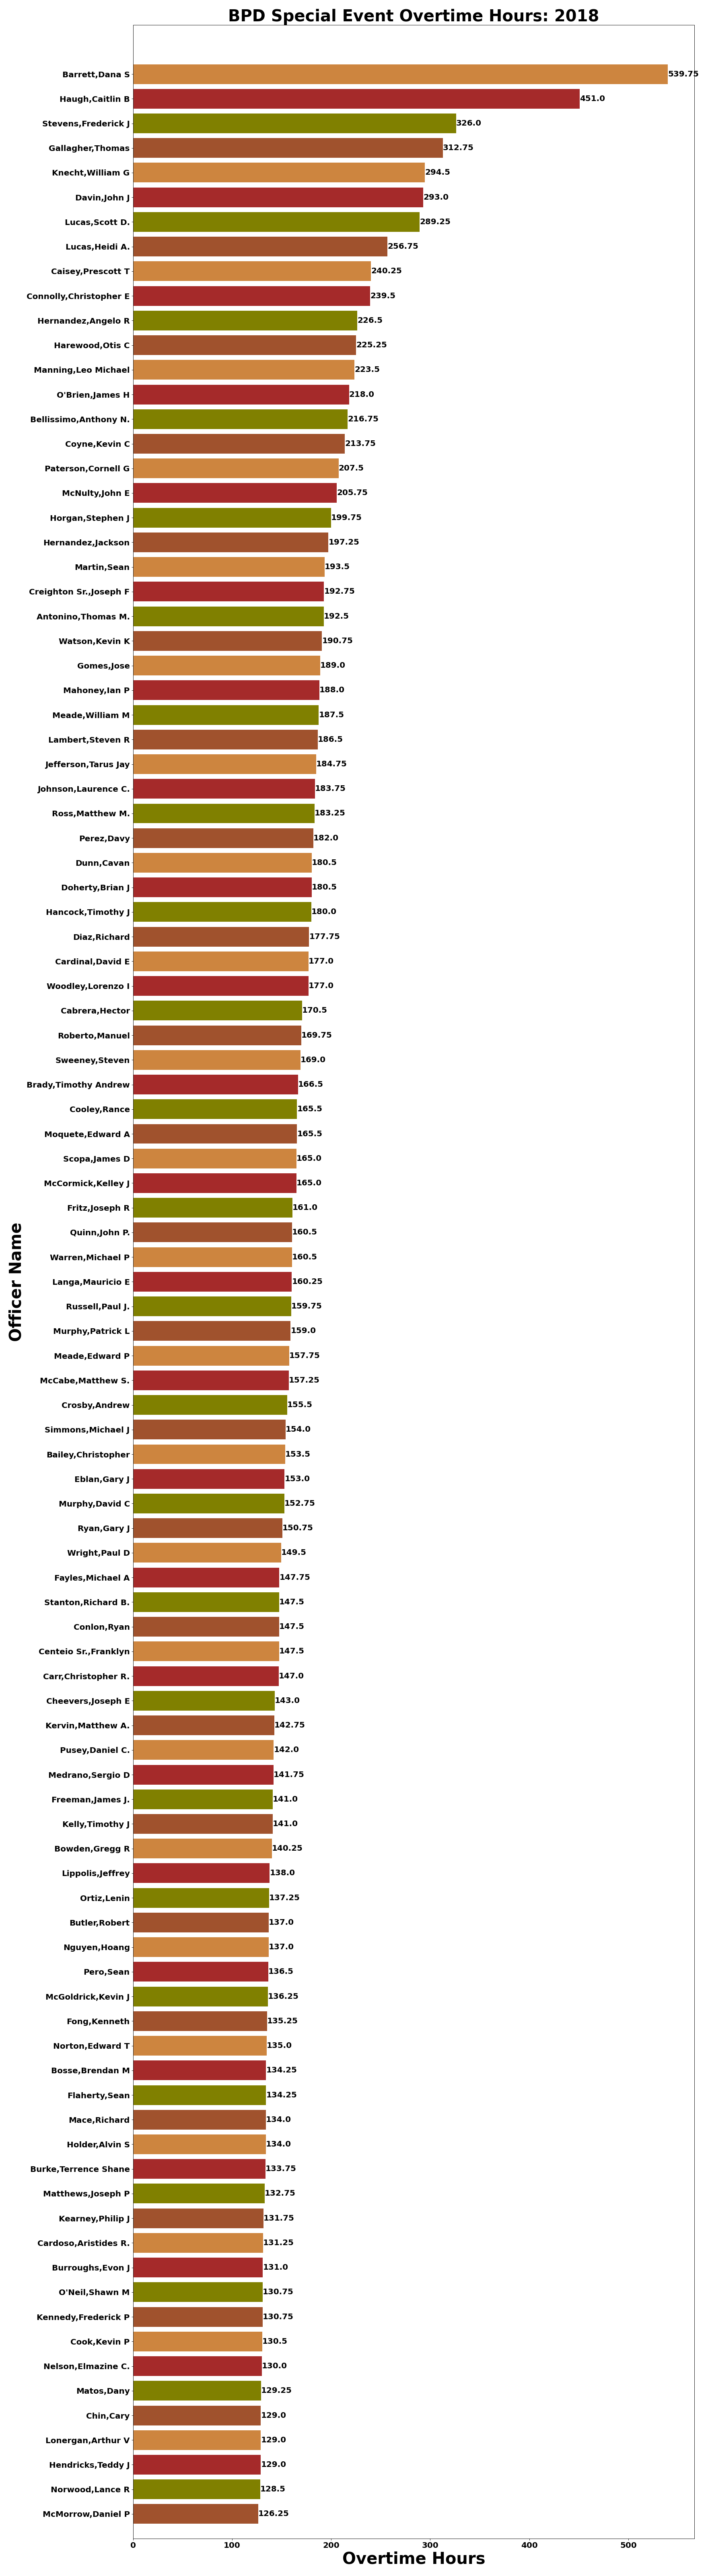 BPD Special Event Overtime Hours: 2018
Barrett,Dana S 539.75
Haugh,Caitlin B 451.0
Stevens,Frederick J 326.0
Gallagher,Thomas 312.75
Knecht,William G 294.5
Davin,John J 293.0
Lucas,Scott D. 289.25
Lucas,Heidi A. 256.75
Caisey,Prescott T 240.25
Connolly,Christopher E 239.5
Hernandez,Angelo R 226.5
Harewood,Otis C 225.25
Manning,Leo Michael 223.5
O'Brien,James H 218.0
Bellissimo,Anthony N. 216.75
Coyne,Kevin C 213.75
Paterson,Cornell G 207.5
McNulty,John E 205.75
Horgan,Stephen J 199.75
Hernandez,Jackson 197.25
Martin,Sean 193.5
Creighton Sr.,Joseph F 192.75
Antonino,Thomas M. 192.5
Watson,Kevin K 190.75
Gomes,Jose 189.0
Mahoney,Ian P 188.0
Meade,William M 187.5
Lambert,Steven R 186.5
Jefferson,Tarus Jay 184.75
Johnson,Laurence C. 183.75
Ross,Matthew M. 183.25
Perez,Davy 182.0
Dunn,Cavan 180.5
Doherty,Brian J 180.5
Hancock,Timothy J 180.0
Diaz,Richard 177.75
Cardinal,David E 177.0
Woodley,Lorenzo I 177.0
Cabrera,Hector 170.5
Roberto,Manuel 169.75
Sweeney,Steven 169.0
Brady,Timothy Andrew 166.5
Cooley,Rance 165.5
Moquete,Edward A 165.5
Scopa,James D 165.0
McCormick,Kelley J 165.0
Fritz,Joseph R 161.0
Quinn,John P. 160.5
Warren,Michael P 160.5
Langa,Mauricio E 160.25
Russell,Paul J. 159.75
Murphy,Patrick L 159.0
Meade,Edward P 157.75
McCabe,Matthew S. 157.25
Crosby,Andrew 155.5
Simmons,Michael J 154.0
Bailey,Christopher 153.5
Eblan,Gary J 153.0
Murphy,David C 152.75
Ryan,Gary J 150.75
Wright,Paul D 149.5
Fayles,Michael A 147.75
Stanton,Richard B. 147.5
Conlon,Ryan 147.5
Centeio Sr.,Franklyn 147.5
Carr,Christopher R. 147.0
Cheevers,Joseph E 143.0
Kervin,Matthew A. 142.75
Pusey,Daniel C. 142.0
Medrano,Sergio D 141.75
Freeman,James J. 141.0
Kelly,Timothy J 141.0
Bowden,Gregg R 140.25
Lippolis,Jeffrey 138.0
Ortiz,Lenin 137.25
Butler,Robert 137.0
Nguyen,Hoang 137.0
Pero,Sean 136.5
McGoldrick,Kevin J 136.25
Fong,Kenneth 135.25
Norton,Edward T 135.0
Bosse,Brendan M 134.25
Flaherty,Sean 134.25
Mace,Richard 134.0
Holder,Alvin S 134.0
Burke,Terrence Shane 133.75
Matthews,Joseph P 132.75
Kearney,Philip J 131.75
Cardoso,Aristides R. 131.25
Burroughs,Evon J 131.0
O'Neil,Shawn M 130.75
Kennedy,Frederick P 130.75
Cook,Kevin P 130.5
Nelson,Elmazine C. 130.0
Matos,Dany 129.25
Chin,Cary 129.0
Lonergan,Arthur V 129.0
Hendricks,Teddy J 129.0
Norwood,Lance R 128.5
McMorrow,Daniel P 126.25
0 100 200 300 400 500
Overtime Hours
Officer Name